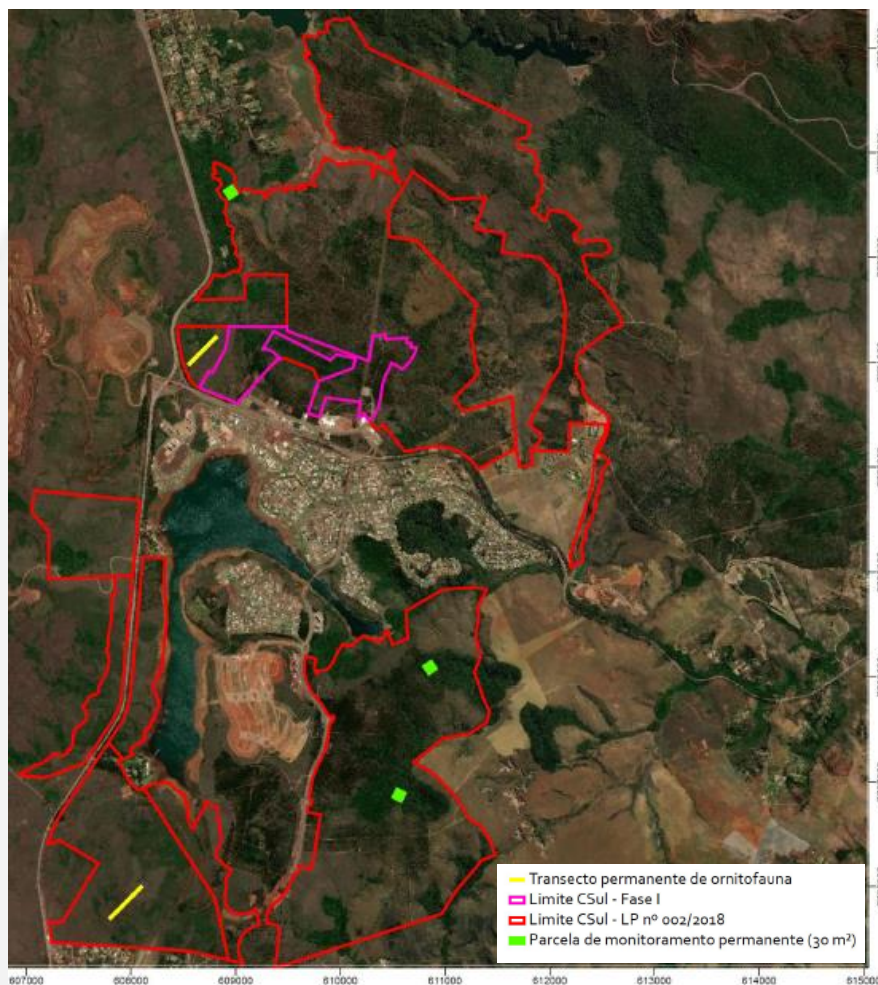 Transecto permanente de ornitofauna
Limite CSul - Fase I
Limite CSul - LP nº 002/2018
Parcela de monitoramento permanente (30 m²)
607000 608000 609000 610000 611000 612000 613000 614000 615000